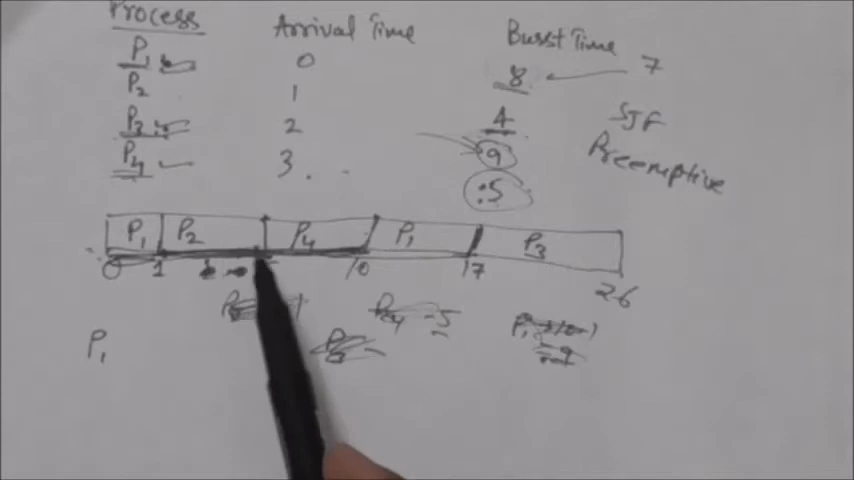 Process Arrival Time Burst Time
P1 0 8 7
P2 1 4
P3 2 9
P4 3 5
SJF
Preemptive
P1 P2 P4 P1 P3
0 1 10 17 26
P4 - 5
P1